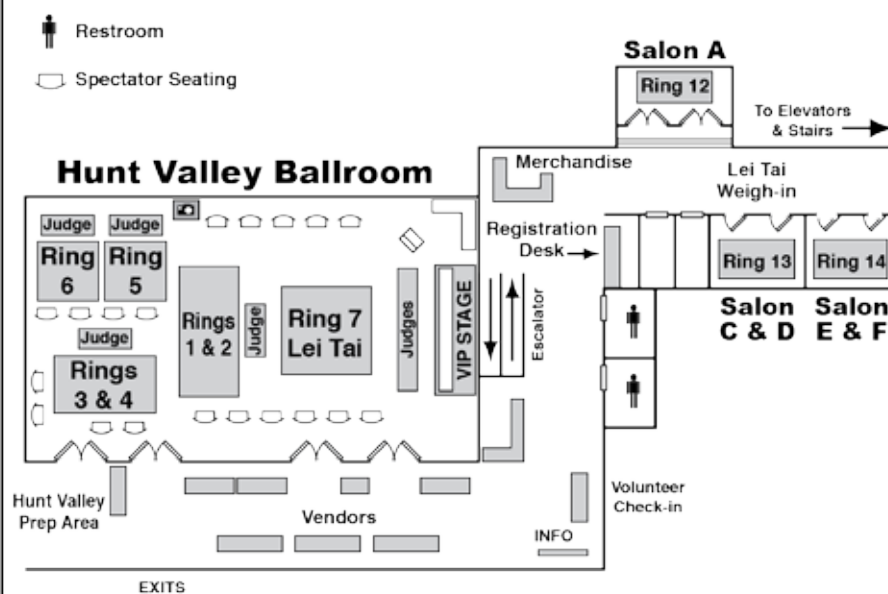 Restroom
Spectator Seating
Salon A
Ring 12
To Elevators
& Stairs
Hunt Valley Ballroom
Merchandise
Lei Tai
Weigh-in
Judge
Judge
Registration
Desk
Ring
6
Ring
5
Ring 13
Ring 14
Rings
1 & 2
Judge
Ring 7
Lei Tai
Judges
VIP STAGE
Escalator
Salon
C & D
Salon
E & F
Judge
Rings
3 & 4
Hunt Valley
Prep Area
Vendors
Volunteer
Check-in
INFO
EXITS